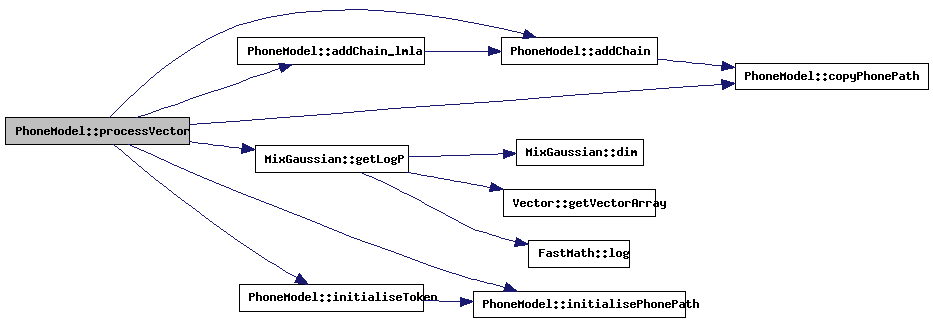 PhoneModel::addChain_lmla
PhoneModel::addChain
PhoneModel::copyPhonePath
PhoneModel::processVector
MixGaussian::getLogP
MixGaussian::dim
Vector::getVectorArray
FastMath::log
PhoneModel::initialiseToken
PhoneModel::initialisePhonePath